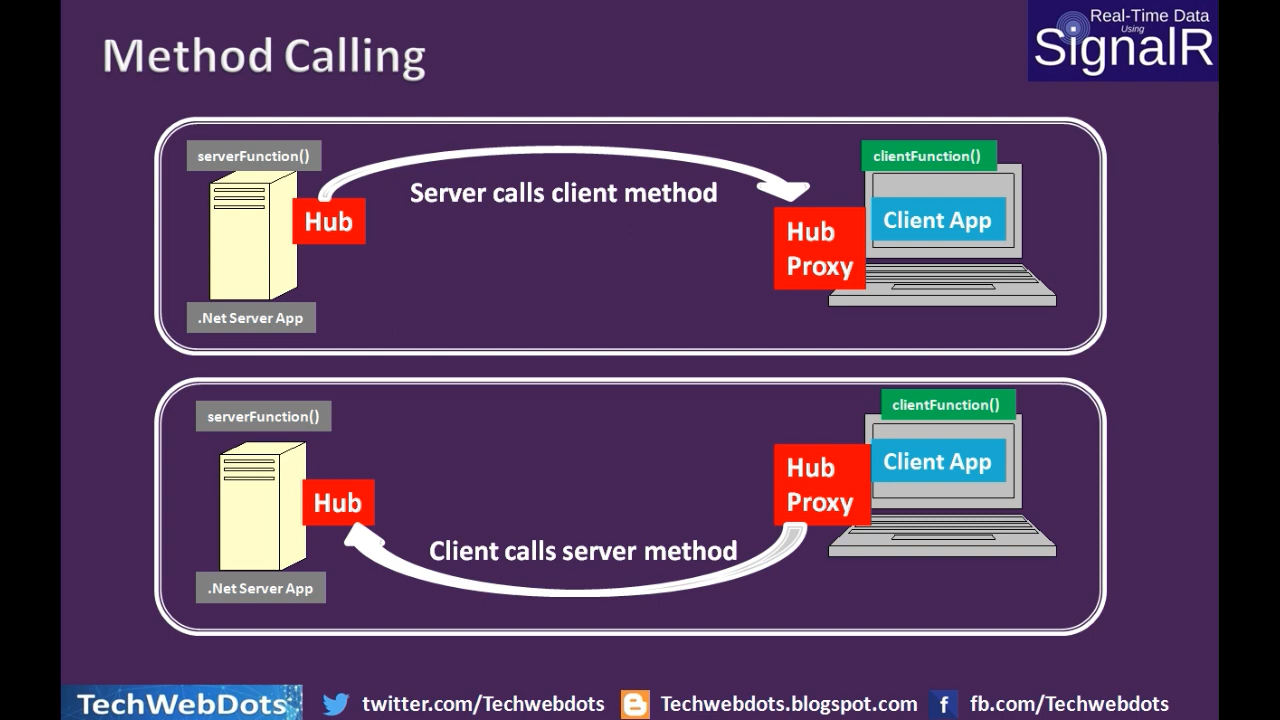 Method Calling
Real-Time Data
Using
SignalR
serverFunction()
clientFunction()
Server calls client method
Hub
Hub
Proxy
Client App
.Net Server App
serverFunction()
clientFunction()
Hub
Hub
Proxy
Client App
Client calls server method
.Net Server App
TechWebDots
twitter.com/Techwebdots
Techwebdots.blogspot.com
fb.com/Techwebdots